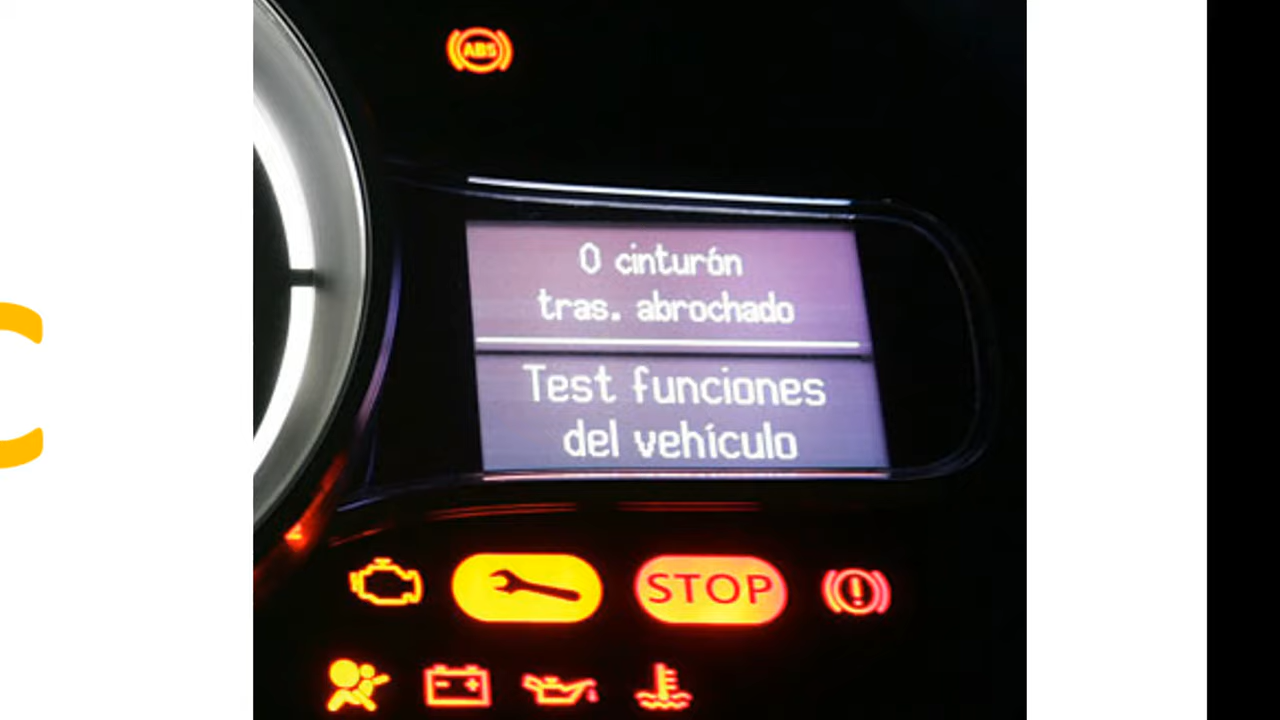 ABS
0 cinturón
tras. abrochado
Test funciones
del vehículo
STOP